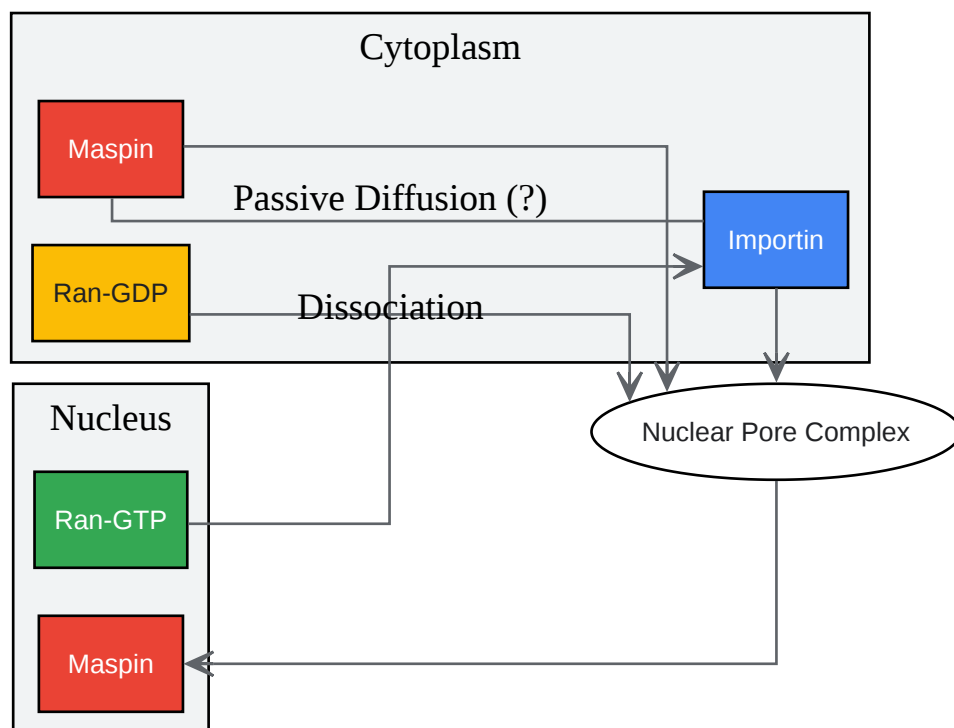 Cytoplasm
Maspin
Passive Diffusion (?)
Importin
Ran-GDP
Dissociation
Nucleus
Nuclear Pore Complex
Ran-GTP
Maspin